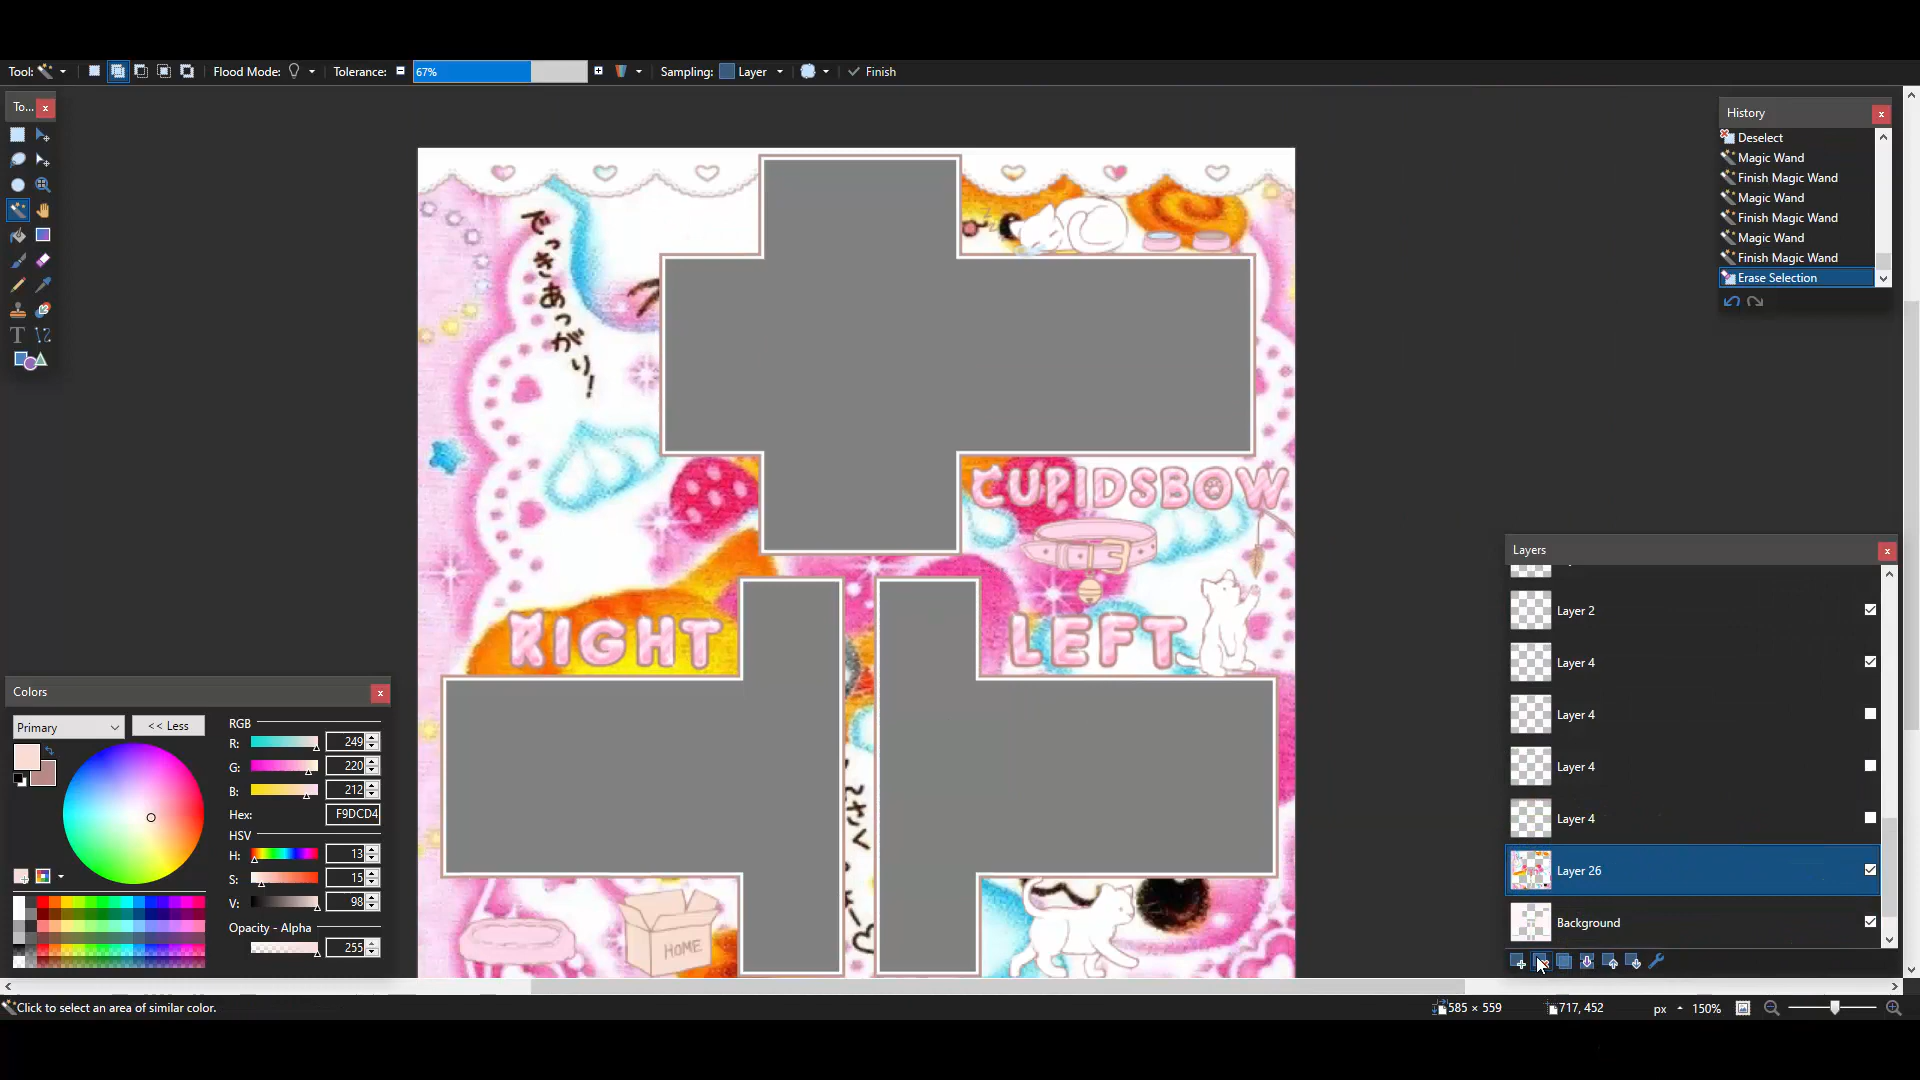 Tool:
Flood Mode:
Tolerance:
67%
Sampling:
Layer
Finish
To...
History
Deselect
Magic Wand
Finish Magic Wand
Magic Wand
Finish Magic Wand
Magic Wand
Finish Magic Wand
Erase Selection
でっきあっがり!
CUPIDSBOW
RIGHT
LEFT
HOME
Layers
Layer 2
Layer 4
Layer 4
Layer 4
Layer 4
Layer 26
Background
Colors
Primary
<< Less
RGB
R:
249
G:
220
B:
212
Hex:
F9DCD4
HSV
H:
13
S:
15
V:
98
Opacity - Alpha
255
Click to select an area of similar color.
585 × 559
717, 452
px
150%